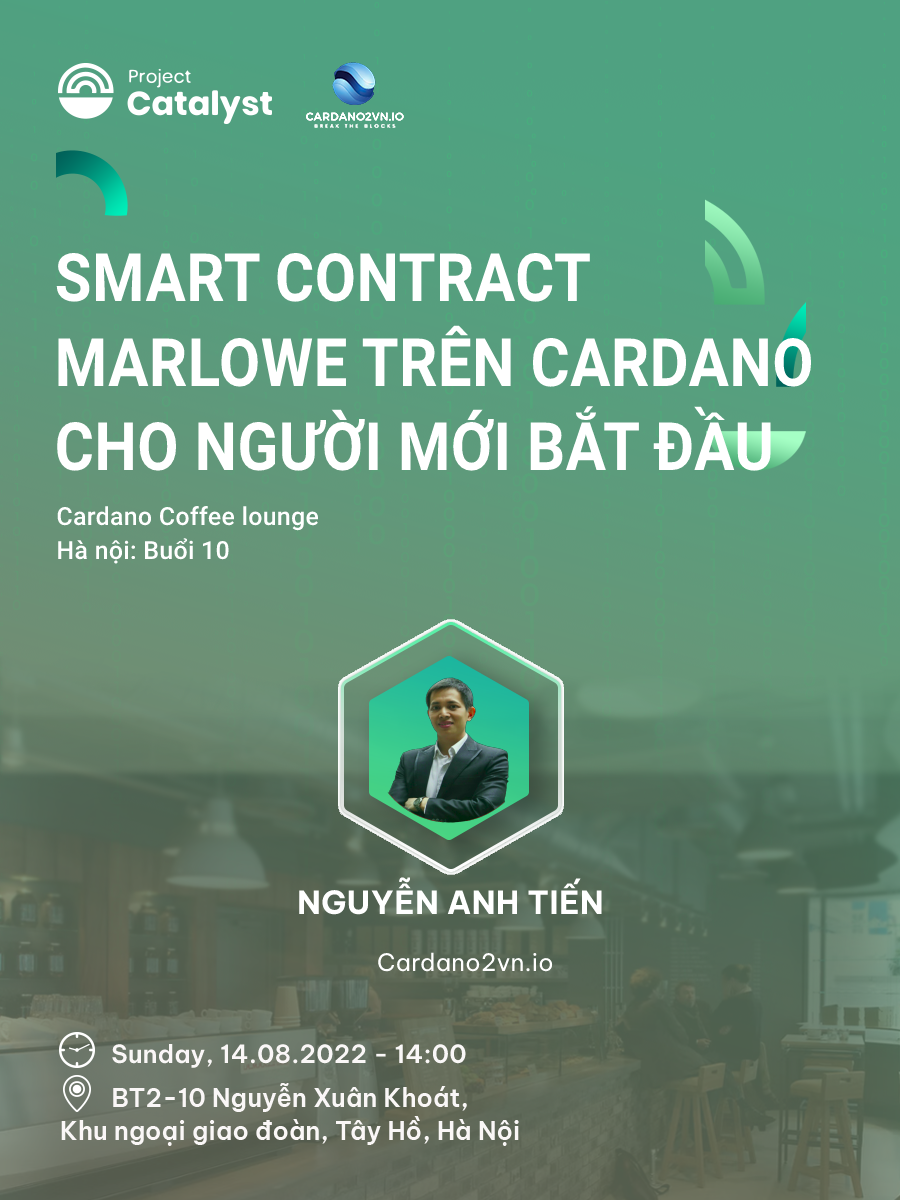 Project
Catalyst
CARDANO2VN.IO
BREAK THE BLOCKS
SMART CONTRACT
MARLOWE TRÊN CARDANO
CHO NGƯỜI MỚI BẮT ĐẦU
Cardano Coffee lounge
Hà nội: Buổi 10
NGUYỄN ANH TIẾN
Cardano2vn.io
Sunday, 14.08.2022 - 14:00
BT2-10 Nguyễn Xuân Khoát,
Khu ngoại giao đoàn, Tây Hồ, Hà Nội